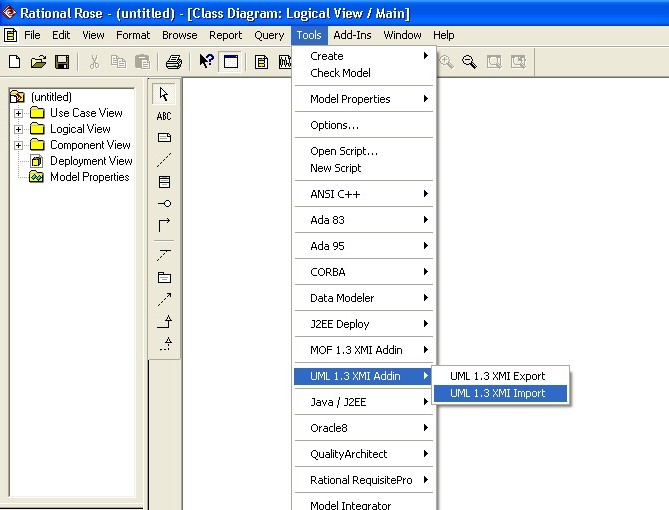 Rational Rose - (untitled) - [Class Diagram: Logical View / Main]
File Edit View Format Browse Report Query Tools Add-Ins Window Help
(untitled)
Use Case View
Logical View
Component View
Deployment View
Model Properties
ABC
Create
Check Model
Model Properties
Options...
Open Script...
New Script
ANSI C++
Ada 83
Ada 95
CORBA
Data Modeler
J2EE Deploy
MOF 1.3 XMI Addin
UML 1.3 XMI Addin
Java / J2EE
Oracle8
QualityArchitect
Rational RequisitePro
Model Integrator
UML 1.3 XMI Export
UML 1.3 XMI Import